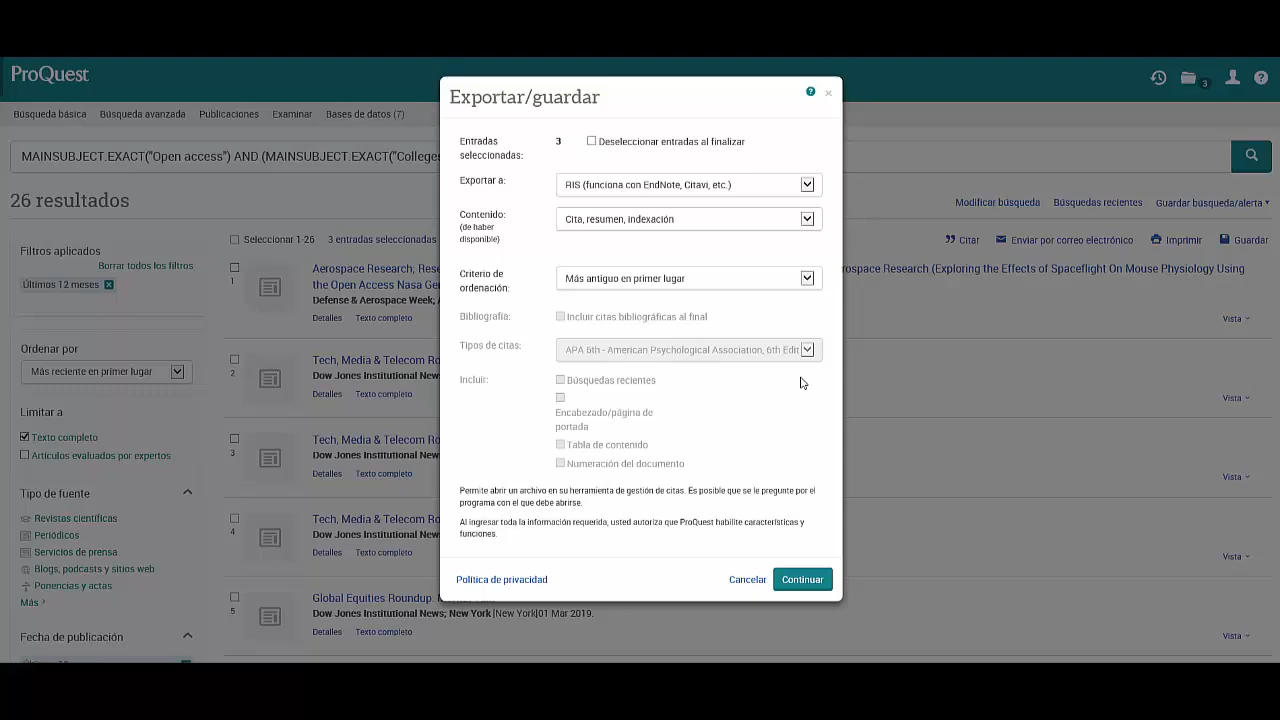 ProQuest
3
Búsqueda básica Búsqueda avanzada Publicaciones Examinar Bases de datos (7)
MAINSUBJECT.EXACT("Open access") AND (MAINSUBJECT.EXACT("Colleges
26 resultados
Modificar búsqueda Búsquedas recientes Guardar búsqueda/alerta
Seleccionar 1-26 3 entradas seleccionadas
Citar Enviar por correo electrónico Imprimir Guardar
Filtros aplicados
Borrar todos los filtros
Últimos 12 meses
Ordenar por
Más reciente en primer lugar
Limitar a
Texto completo
Artículos evaluados por expertos
Tipo de fuente
Revistas científicas
Periódicos
Servicios de prensa
Blogs, podcasts y sitios web
Ponencias y actas
Más
Fecha de publicación
1
Aerospace Research; Rese
erospace Research (Exploring the Effects of Spaceflight On Mouse Physiology Using
the Open Access Nasa Ger
Defense & Aerospace Week; A
Detalles Texto completo
Vista
2
Tech, Media & Telecom Ro
Dow Jones Institutional News
Detalles Texto completo
Vista
3
Tech, Media & Telecom Ro
Dow Jones Institutional News
Detalles Texto completo
Vista
4
Tech, Media & Telecom Ro
Dow Jones Institutional News
Detalles Texto completo
Vista
5
Global Equities Roundup:
Dow Jones Institutional News; New York [New York]01 Mar 2019.
Detalles Texto completo
Vista
Exportar/guardar
Entradas seleccionadas: 3 Deseleccionar entradas al finalizar
Exportar a: RIS (funciona con EndNote, Citavi, etc.)
Contenido: Cita, resumen, indexación
(de haber
disponible)
Criterio de ordenación: Más antiguo en primer lugar
Bibliografía: Incluir citas bibliográficas al final
Tipos de citas: APA 6th - American Psychological Association, 6th Edit
Incluir: Búsquedas recientes
Encabezado/página de
portada
Tabla de contenido
Numeración del documento
Permite abrir un archivo en su herramienta de gestión de citas. Es posible que se le pregunte por el
programa con el que debe abrirse.
Al ingresar toda la información requerida, usted autoriza que ProQuest habilite características y
funciones.
Política de privacidad Cancelar Continuar